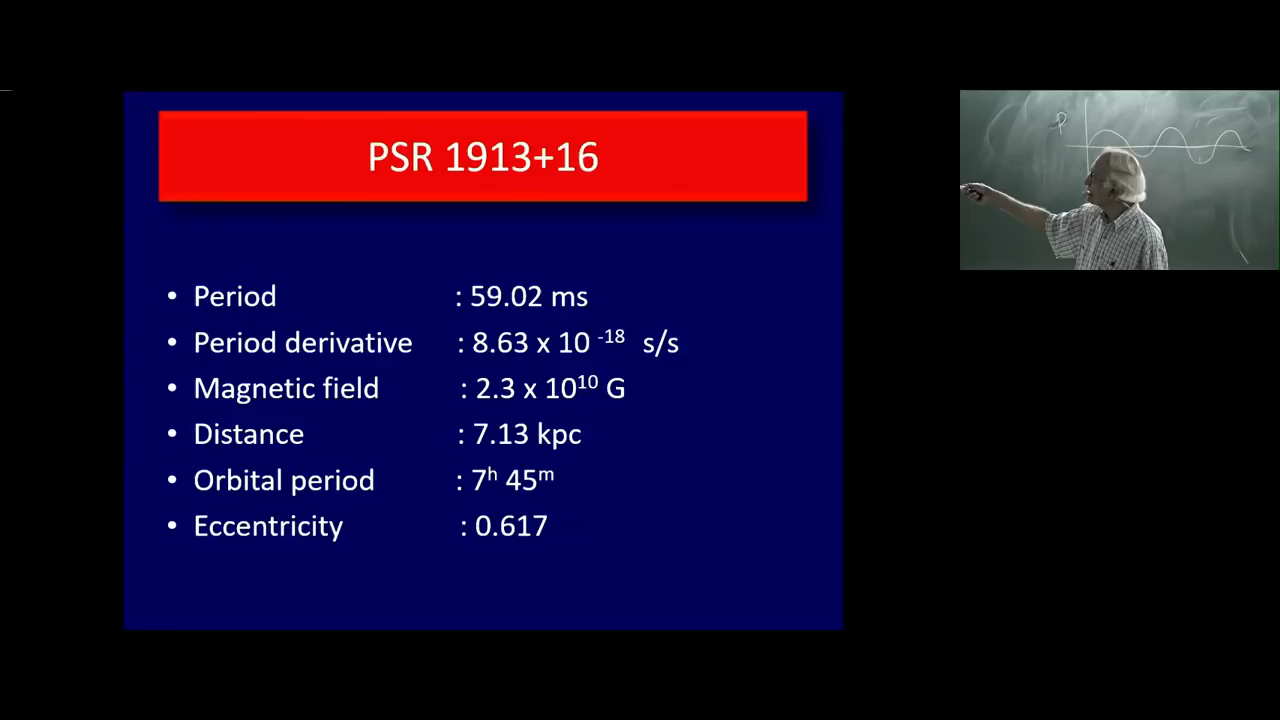 PSR 1913+16
• Period : 59.02 ms
• Period derivative : 8.63 x 10 ⁻¹⁸ s/s
• Magnetic field : 2.3 x 10¹⁰ G
• Distance : 7.13 kpc
• Orbital period : 7ʰ 45ᵐ
• Eccentricity : 0.617
P